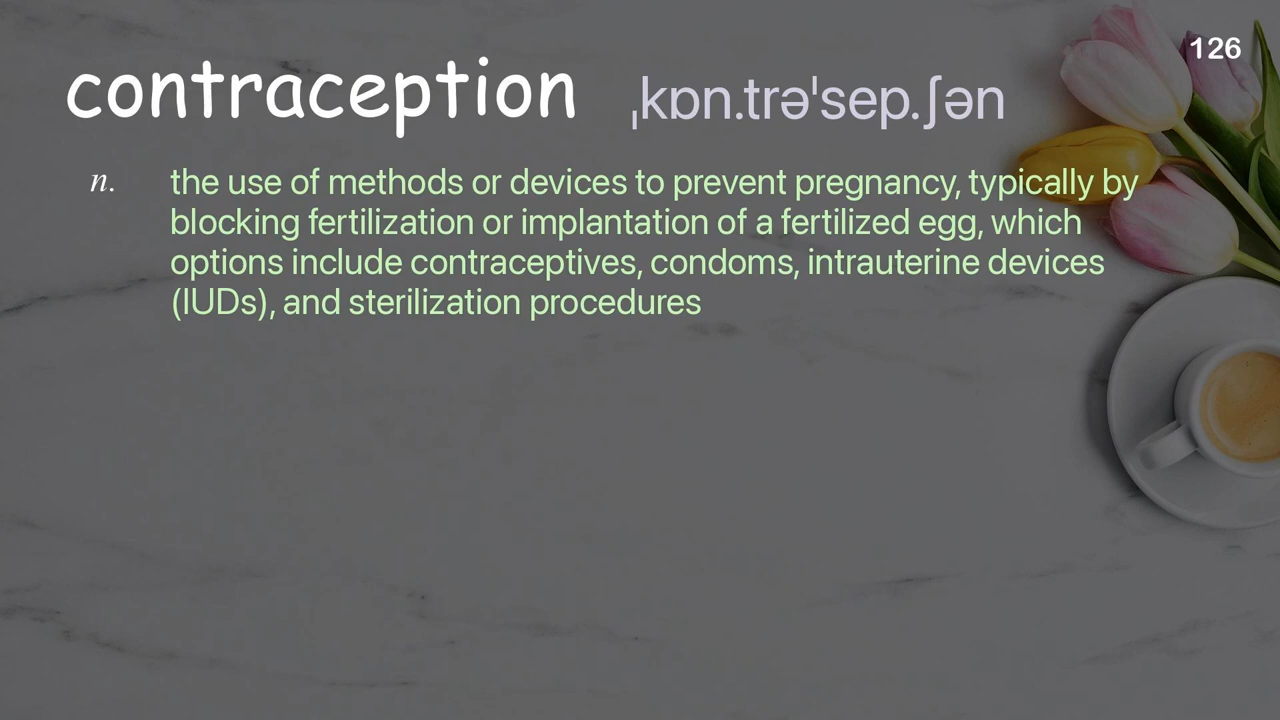 126
contraception ˌkɒn.trəˈsep.ʃən
n. the use of methods or devices to prevent pregnancy, typically by
blocking fertilization or implantation of a fertilized egg, which
options include contraceptives, condoms, intrauterine devices
(IUDs), and sterilization procedures